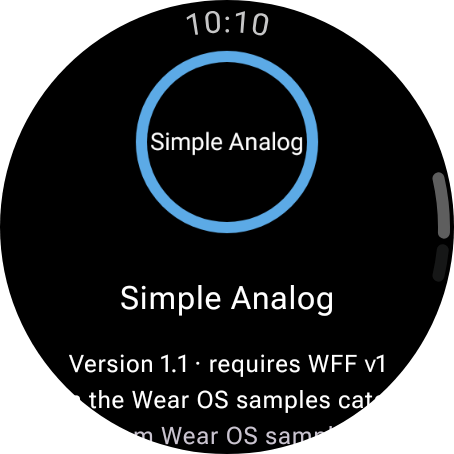 10:10
Simple Analog
Simple Analog
Version 1.1 · requires WFF v1
the Wear OS samples
Wear OS